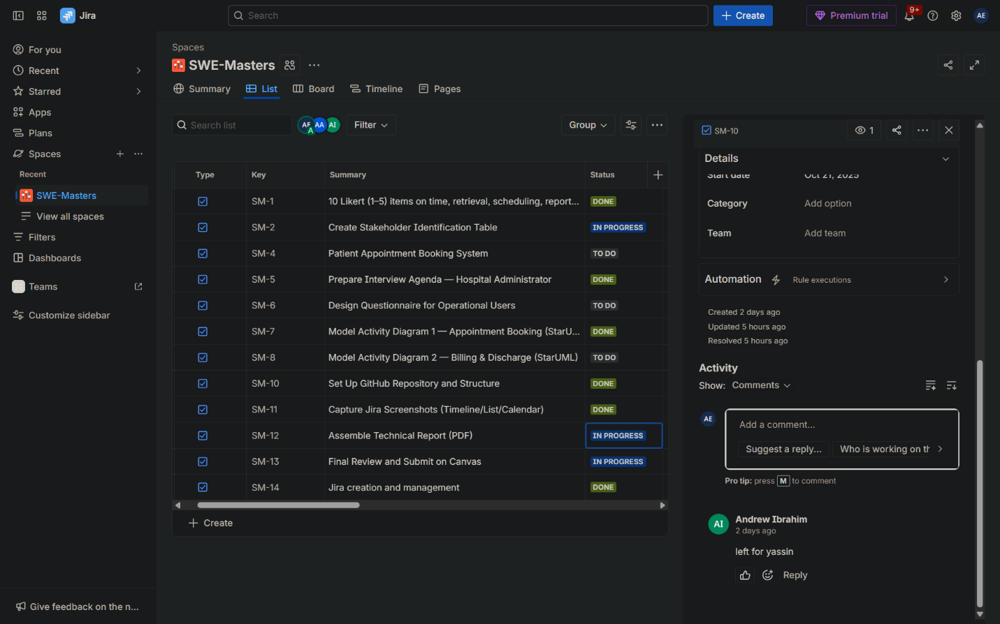 Jira
Search
Create
Premium trial
9+
AE
For you
Recent
Starred
Apps
Plans
Spaces
Recent
SWE-Masters
View all spaces
Filters
Dashboards
Teams
Customize sidebar
Give feedback on the n...
Spaces
SWE-Masters
Summary
List
Board
Timeline
Pages
Search list
A
AA
AI
Filter
Group
Type Key Summary Status
SM-1 10 Likert (1–5) items on time, retrieval, scheduling, report... DONE
SM-2 Create Stakeholder Identification Table IN PROGRESS
SM-4 Patient Appointment Booking System TO DO
SM-5 Prepare Interview Agenda — Hospital Administrator DONE
SM-6 Design Questionnaire for Operational Users TO DO
SM-7 Model Activity Diagram 1 — Appointment Booking (StarU... DONE
SM-8 Model Activity Diagram 2 — Billing & Discharge (StarUML) TO DO
SM-10 Set Up GitHub Repository and Structure DONE
SM-11 Capture Jira Screenshots (Timeline/List/Calendar) DONE
SM-12 Assemble Technical Report (PDF) IN PROGRESS
SM-13 Final Review and Submit on Canvas IN PROGRESS
SM-14 Jira creation and management DONE
Create
SM-10
1
Details
Start date Oct 21, 2025
Category Add option
Team Add team
Automation Rule executions
Created 2 days ago
Updated 5 hours ago
Resolved 5 hours ago
Activity
Show: Comments
AE
Add a comment...
Suggest a reply...
Who is working on th
Pro tip: press M to comment
AI
Andrew Ibrahim
2 days ago
left for yassin
Reply